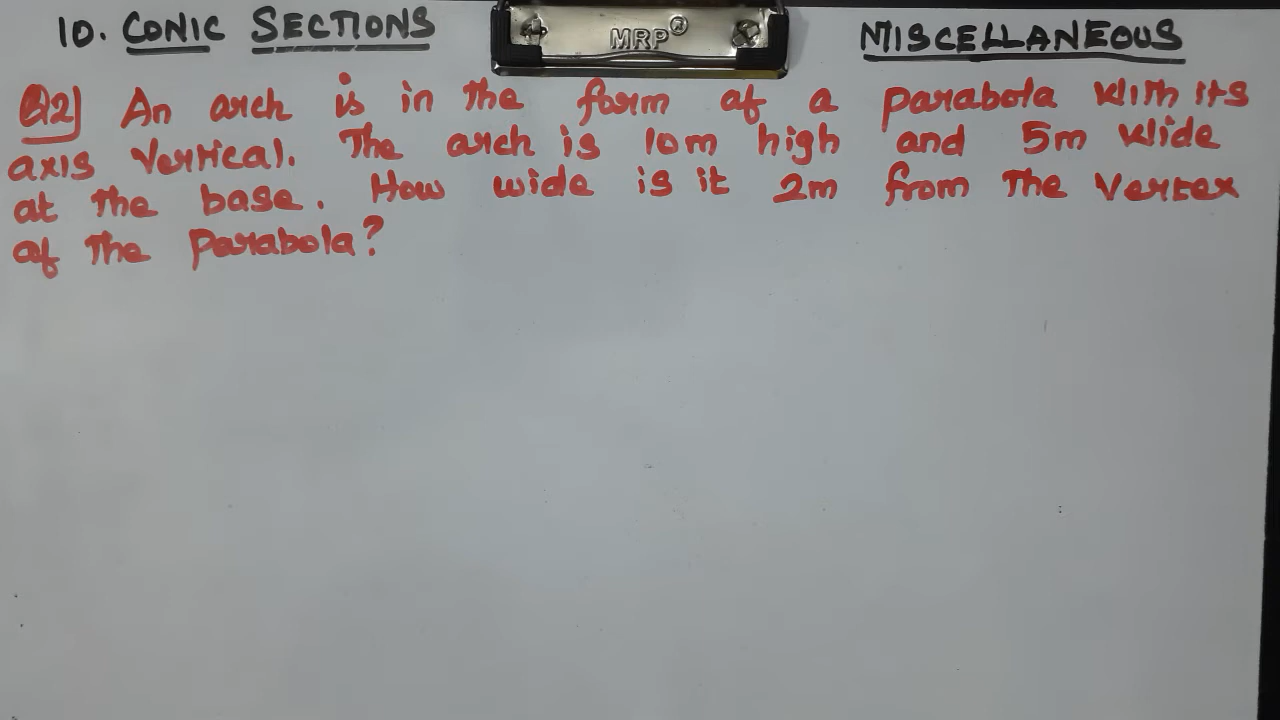 10. CONIC SECTIONS
MRP®
MISCELLANEOUS
Q2] An arch is in the form of a parabola with its
axis vertical. The arch is 10m high and 5m wide
at the base. How wide is it 2m from the vertex
of the parabola?